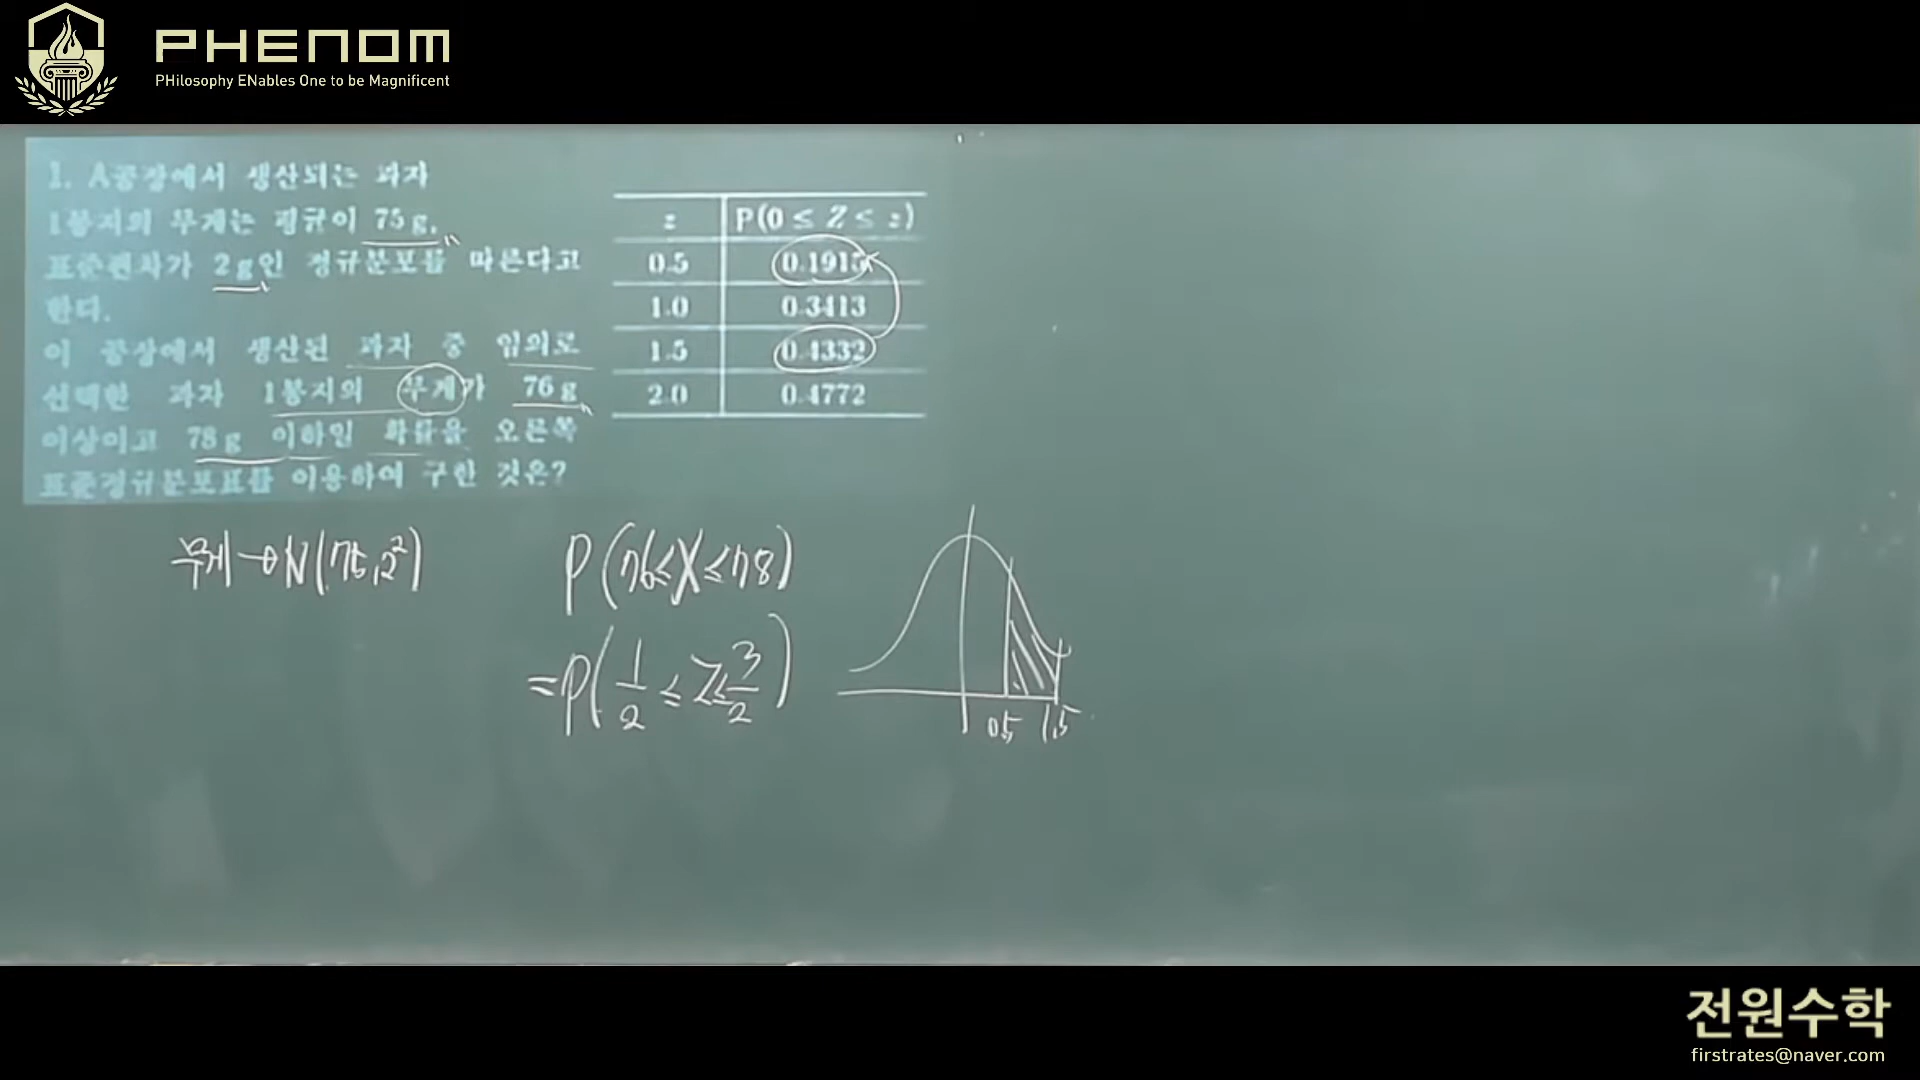 PHENOM
PHilosophy ENables One to be Magnificent
1. A공장에서 생산되는 과자
1봉지의 무게는 평균이 75 g,
표준편차가 2 g인 정규분포를 따른다고
한다.
이 공장에서 생산된 과자 중 임의로
선택한 과자 1봉지의 무게가 76 g
이상이고 78 g 이하일 확률을 오른쪽
표준정규분포표를 이용하여 구한 것은?
z P(0 ≤ Z ≤ z)
0.5 0.1915
1.0 0.3413
1.5 0.4332
2.0 0.4772
무게 → N(75, 2²)
P(76≤X≤78)
=P(1/2 ≤ Z ≤ 3/2)
0.5 1.5
전원수학
firstrates@naver.com